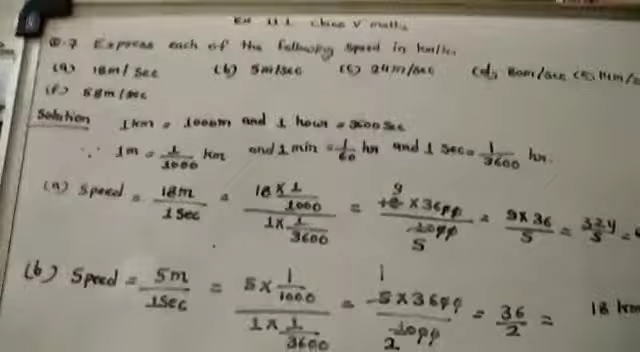 Ex 11.1 Class V maths
Q.7 Express each of the following speed in km/hr
(a) 18m/sec (b) 5m/sec (c) 24m/sec (d) 80m/sec (e) 14m/s
(f) 58m/sec
Solution 1km = 1000m and 1 hour = 3600 sec
∵ 1m = 1/1000 km and 1 min = 1/60 hr and 1 sec = 1/3600 hr.
(a) Speed = 18m/1sec = (18 × 1/1000)/(1 × 1/3600) = 9 18 × 3600/1000 5 = 9×36/5 = 324/5 =
(b) Speed = 5m/1sec = (5 × 1/1000)/(1 × 1/3600) = 1 5×3600/1000 2 = 36/2 = 18 km